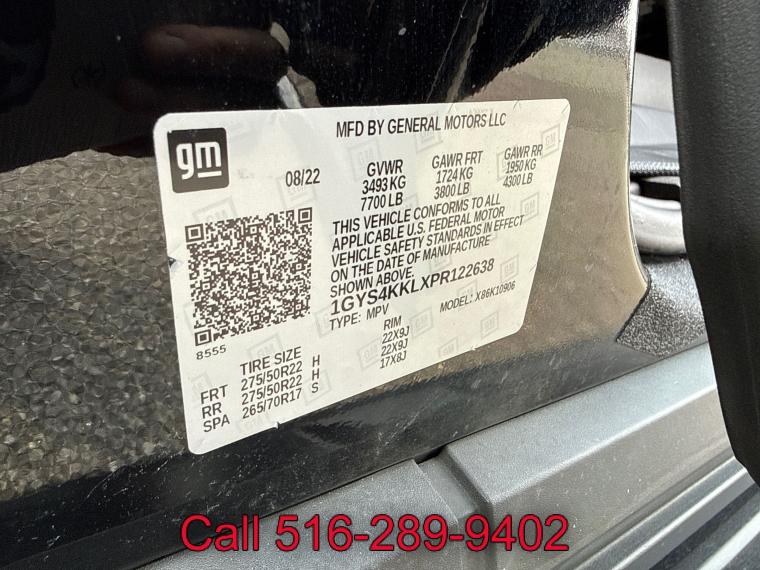 gm
MFD BY GENERAL MOTORS LLC
08/22
GVWR GAWR FRT GAWR RR
3493 KG 1724 KG 1950 KG
7700 LB 3800 LB 4300 LB
THIS VEHICLE CONFORMS TO ALL
APPLICABLE U.S. FEDERAL MOTOR
VEHICLE SAFETY STANDARDS IN EFFECT
ON THE DATE OF MANUFACTURE
SHOWN ABOVE.
1GYS4KKLXPR122638
TYPE: MPV MODEL: X86K10906
8555
TIRE SIZE RIM
FRT 275/50R22 H 22X9J
RR 275/50R22 H 22X9J
SPA 265/70R17 S 17X8J
Call 516-289-9402